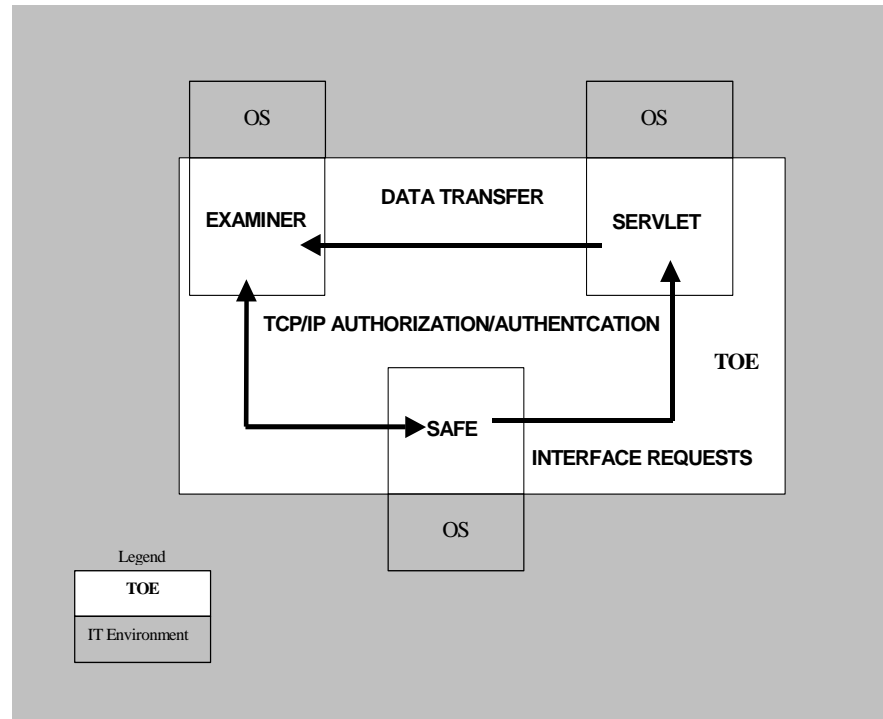 OS
OS
DATA TRANSFER
EXAMINER
SERVLET
TCP/IP AUTHORIZATION/AUTHENTCATION
TOE
SAFE
INTERFACE REQUESTS
OS
Legend
TOE
IT Environment